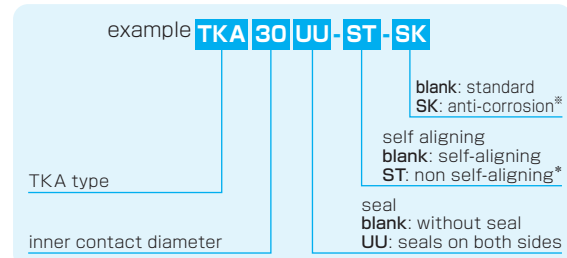 example TKA 30 UU - ST - SK
blank: standard
SK: anti-corrosion※
self aligning
blank: self-aligning
ST: non self-aligning*
TKA type
seal
blank: without seal
inner contact diameter
UU: seals on both sides